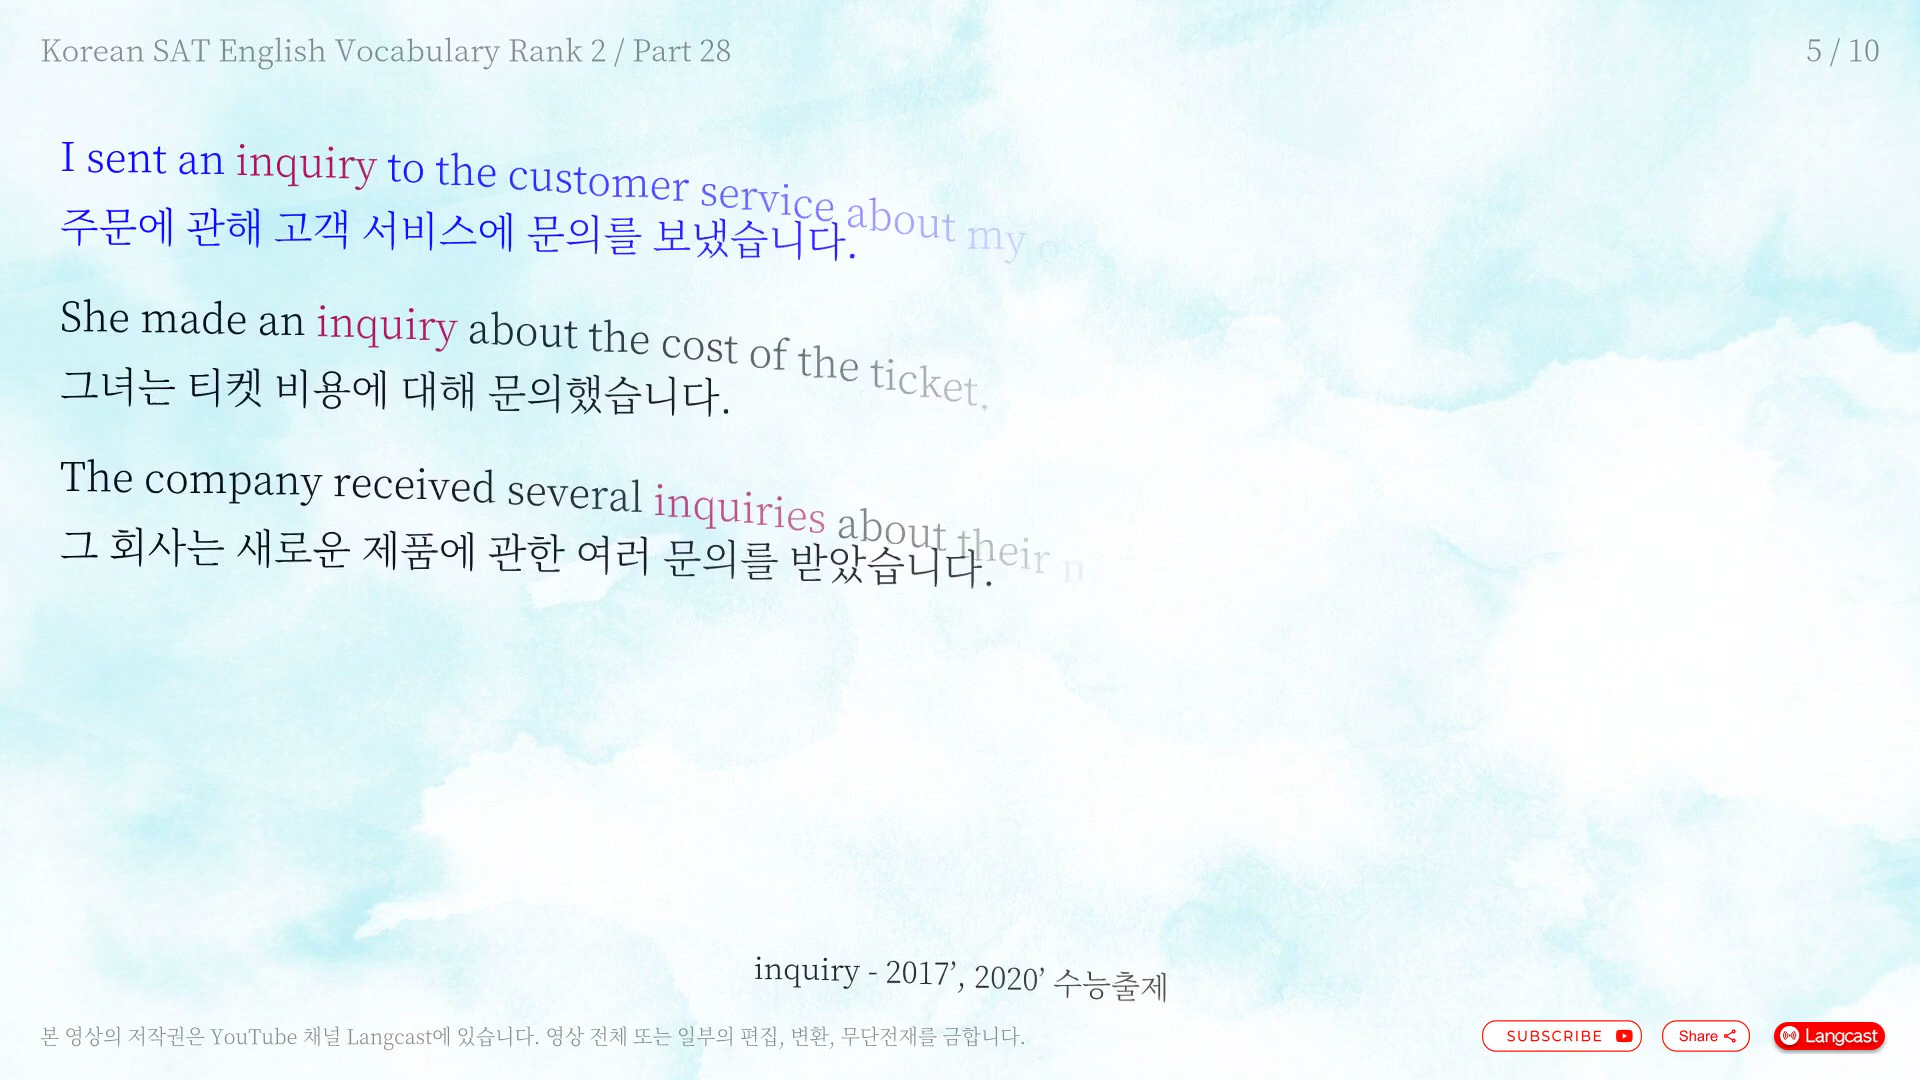 Korean SAT English Vocabulary Rank 2 / Part 28
5 / 10
I sent an inquiry to the customer service about my
주문에 관해 고객 서비스에 문의를 보냈습니다.
She made an inquiry about the cost of the ticket.
그녀는 티켓 비용에 대해 문의했습니다.
The company received several inquiries about their
그 회사는 새로운 제품에 관한 여러 문의를 받았습니다.
inquiry - 2017’, 2020’ 수능출제
본 영상의 저작권은 YouTube 채널 Langcast에 있습니다. 영상 전체 또는 일부의 편집, 변환, 무단전재를 금합니다.
SUBSCRIBE
Share
Langcast